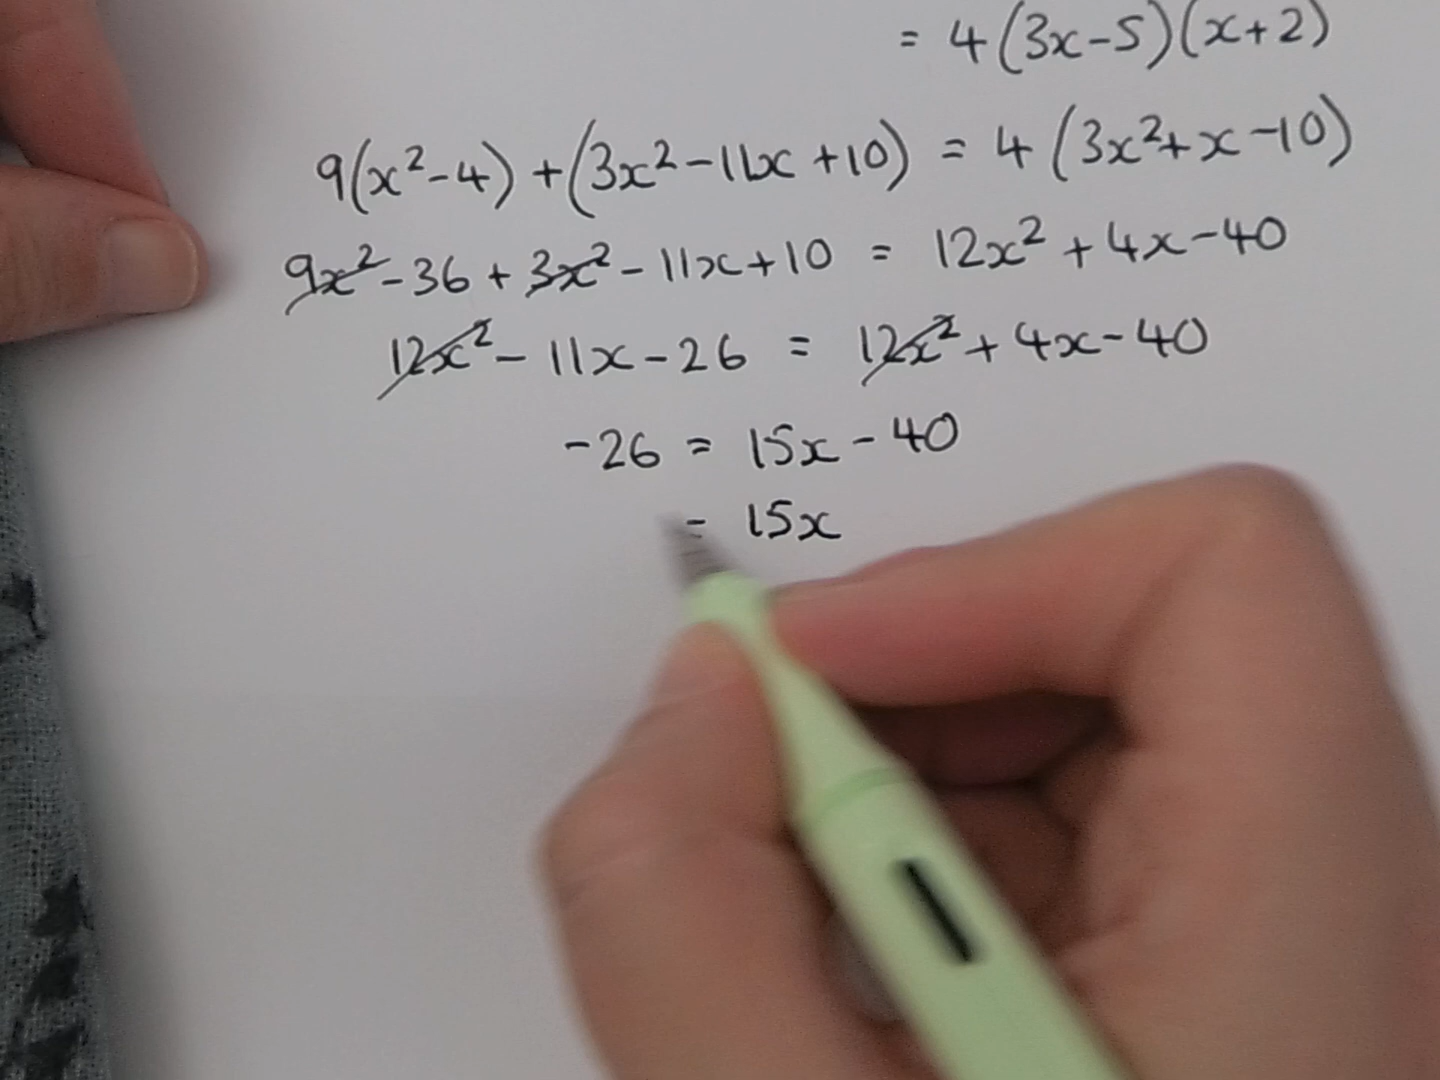 = 4(3x-5)(x+2)
9(x²-4) + (3x²-11x+10) = 4(3x²+x-10)
9x²-36+3x²-11x+10 = 12x²+4x-40
12x²-11x-26 = 12x²+4x-40
-26 = 15x-40
= 15x